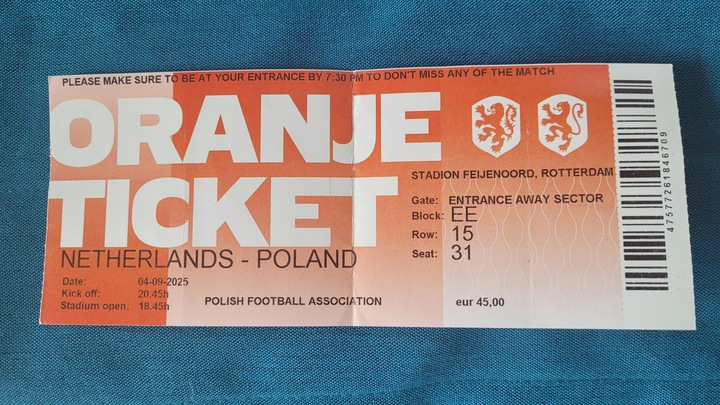 PLEASE MAKE SURE TO BE AT YOUR ENTRANCE BY 7:30 PM TO DON'T MISS ANY OF THE MATCH
ORANJE
TICKET
NETHERLANDS - POLAND
Date: 04-09-2025
Kick off: 20.45h
Stadium open: 18.45h
POLISH FOOTBALL ASSOCIATION
STADION FEIJENOORD, ROTTERDAM
Gate: ENTRANCE AWAY SECTOR
Block: EE
Row: 15
Seat: 31
eur 45,00
47577261846709